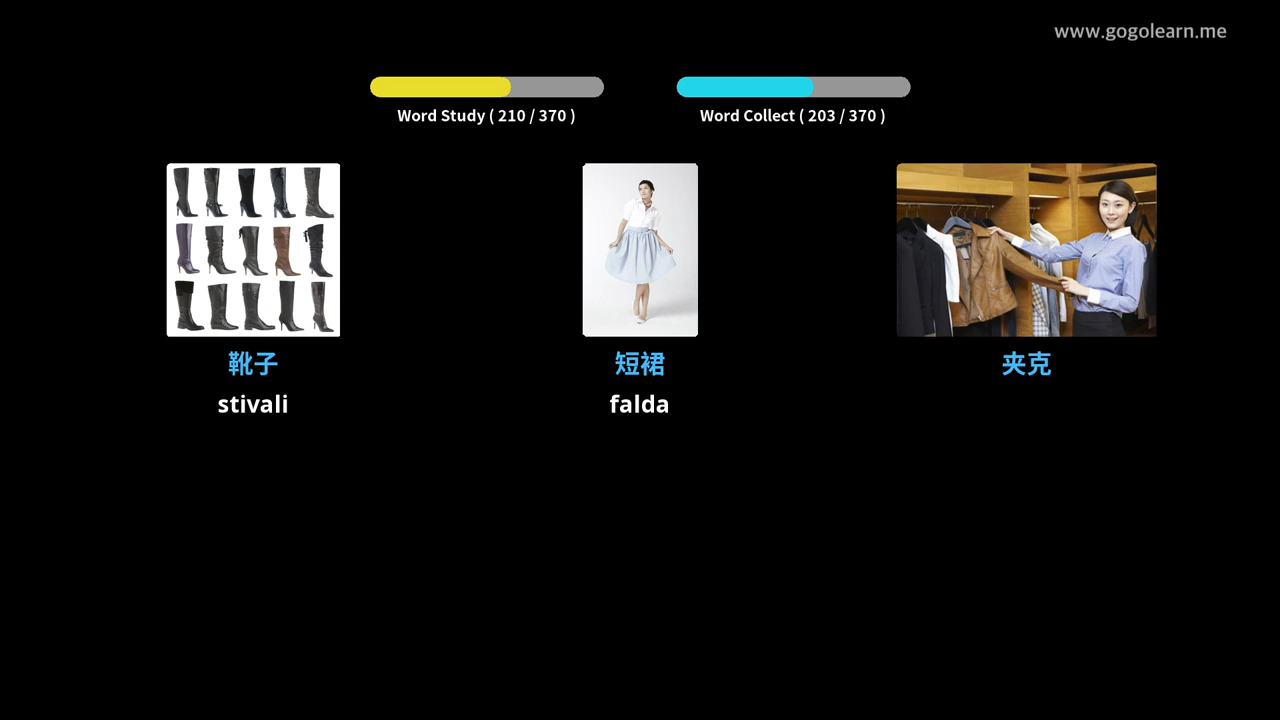 www.gogolearn.me
Word Study ( 210 / 370 )
Word Collect ( 203 / 370 )
靴子
短裙
夹克
stivali
falda